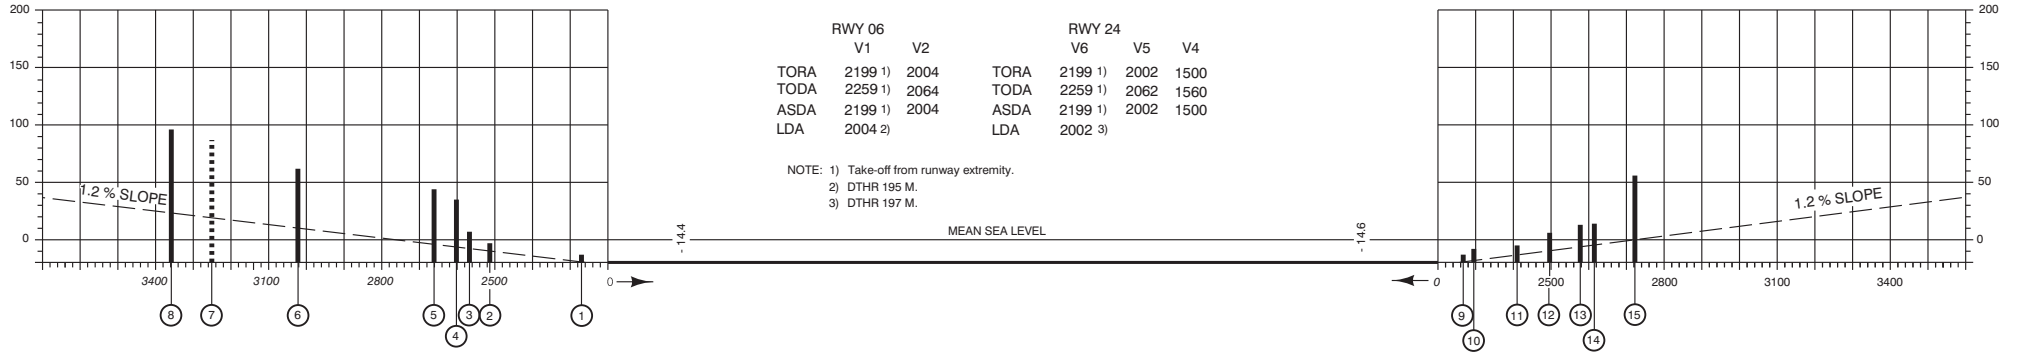 200
150
100
50
0
1.2 % SLOPE
3400 3100 2800 2500 0
8 7 6 5 4 3 2 1
RWY 06
V1 V2
TORA 2199 1) 2004
TODA 2259 1) 2064
ASDA 2199 1) 2004
LDA 2004 2)
RWY 24
V6 V5 V4
TORA 2199 1) 2002 1500
TODA 2259 1) 2062 1560
ASDA 2199 1) 2002 1500
LDA 2002 3)
NOTE: 1) Take-off from runway extremity.
2) DTHR 195 M.
3) DTHR 197 M.
- 14.4
MEAN SEA LEVEL
- 14.6
200
150
100
50
0
1.2 % SLOPE
0 2500 2800 3100 3400
9 10 11 12 13 14 15